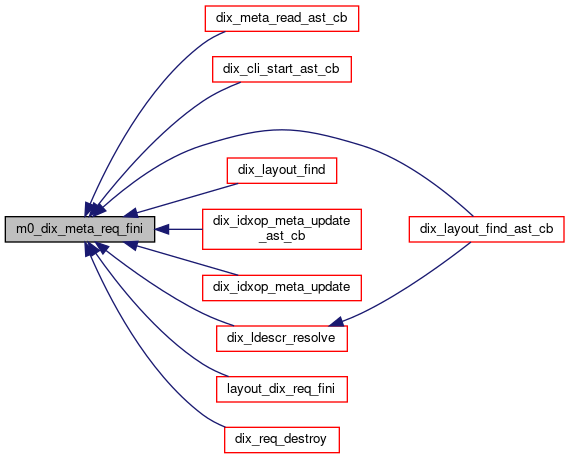 dix_meta_read_ast_cb
dix_cli_start_ast_cb
dix_layout_find
m0_dix_meta_req_fini
dix_idxop_meta_update
_ast_cb
dix_layout_find_ast_cb
dix_idxop_meta_update
dix_ldescr_resolve
layout_dix_req_fini
dix_req_destroy